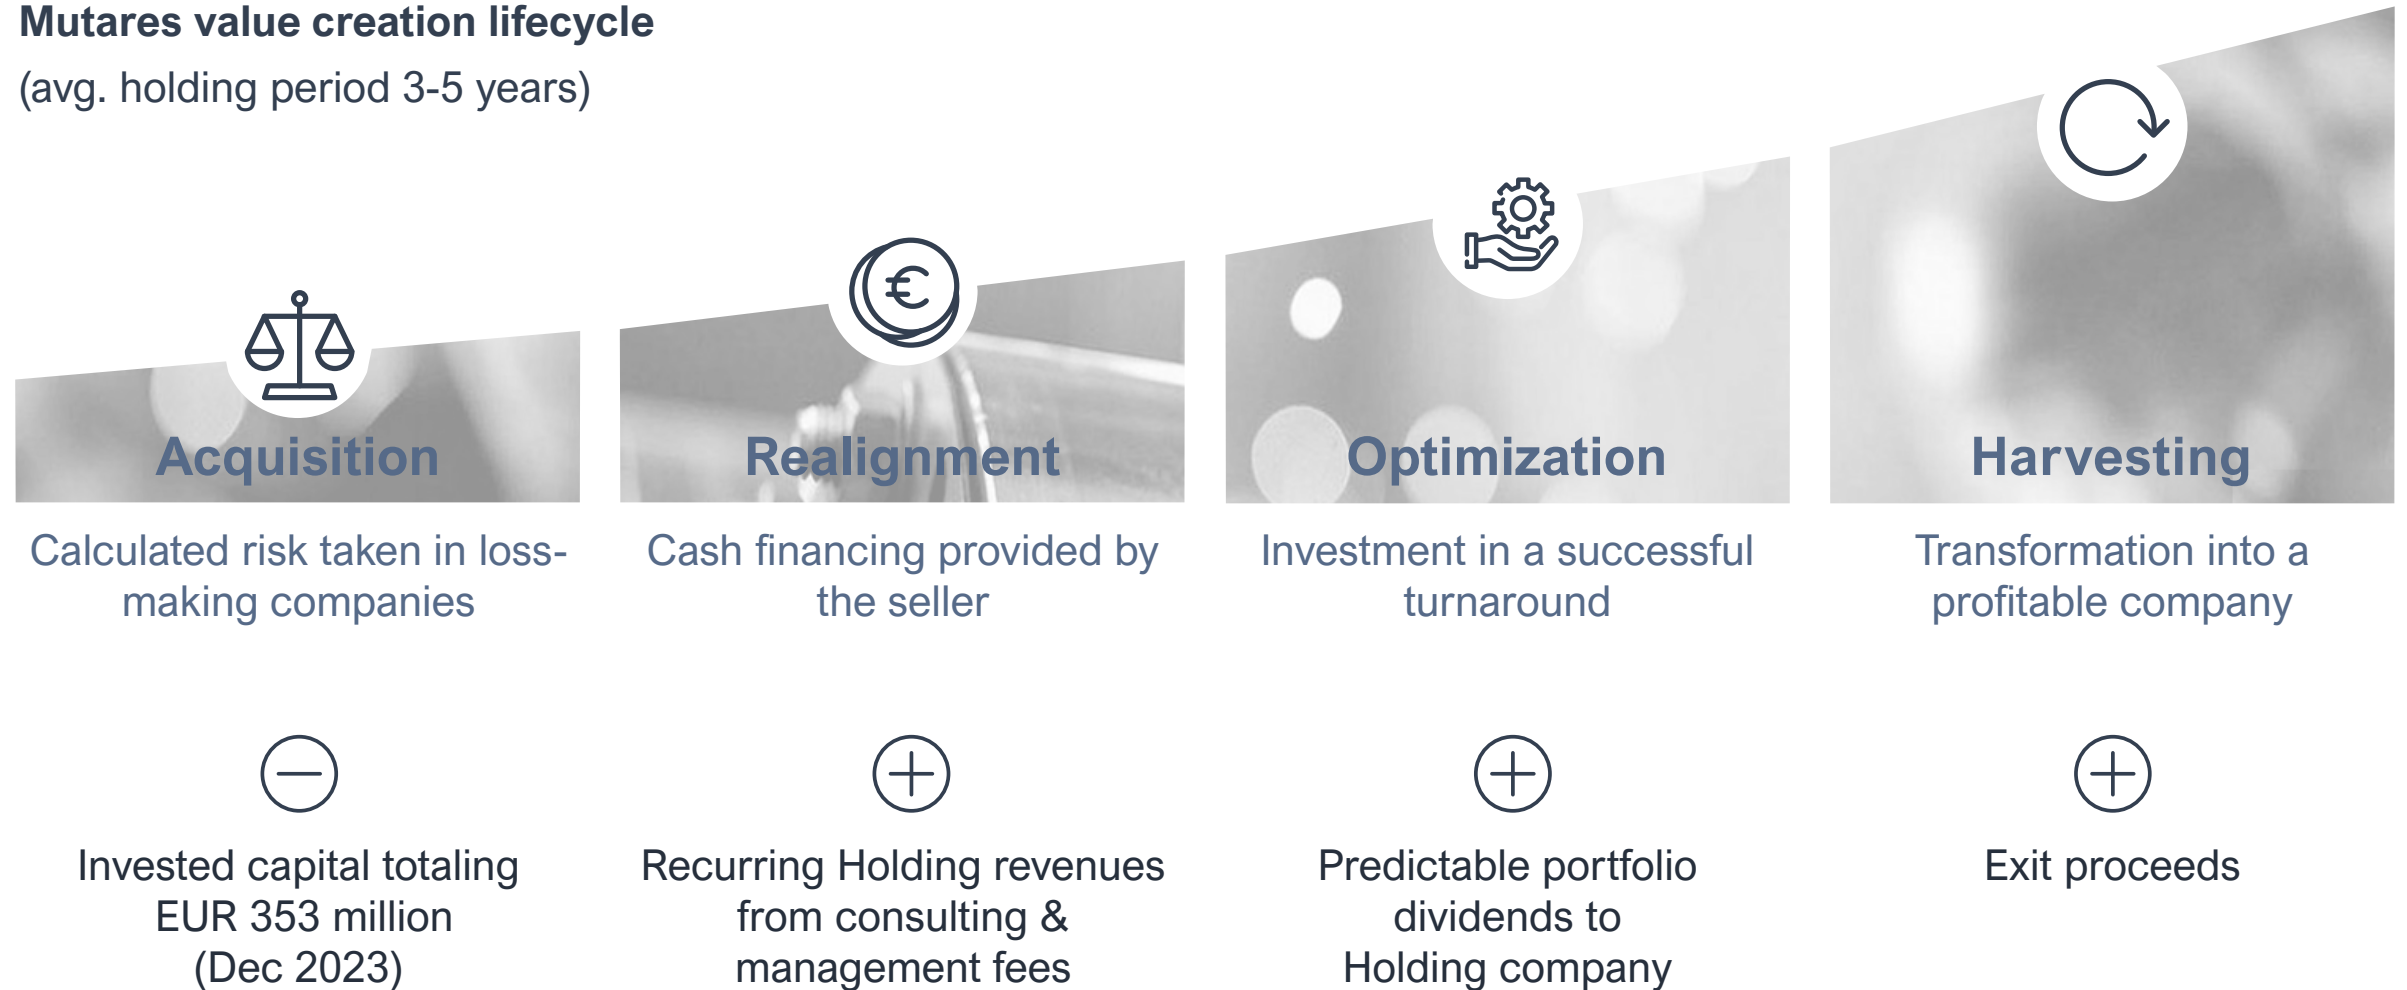 Mutares value creation lifecycle
(avg. holding period 3-5 years)
Acquisition
Calculated risk taken in loss-
making companies
Invested capital totaling
EUR 353 million
(Dec 2023)
Realignment
Cash financing provided by
the seller
Recurring Holding revenues
from consulting &
management fees
Optimization
Investment in a successful
turnaround
Predictable portfolio
dividends to
Holding company
Harvesting
Transformation into a
profitable company
Exit proceeds